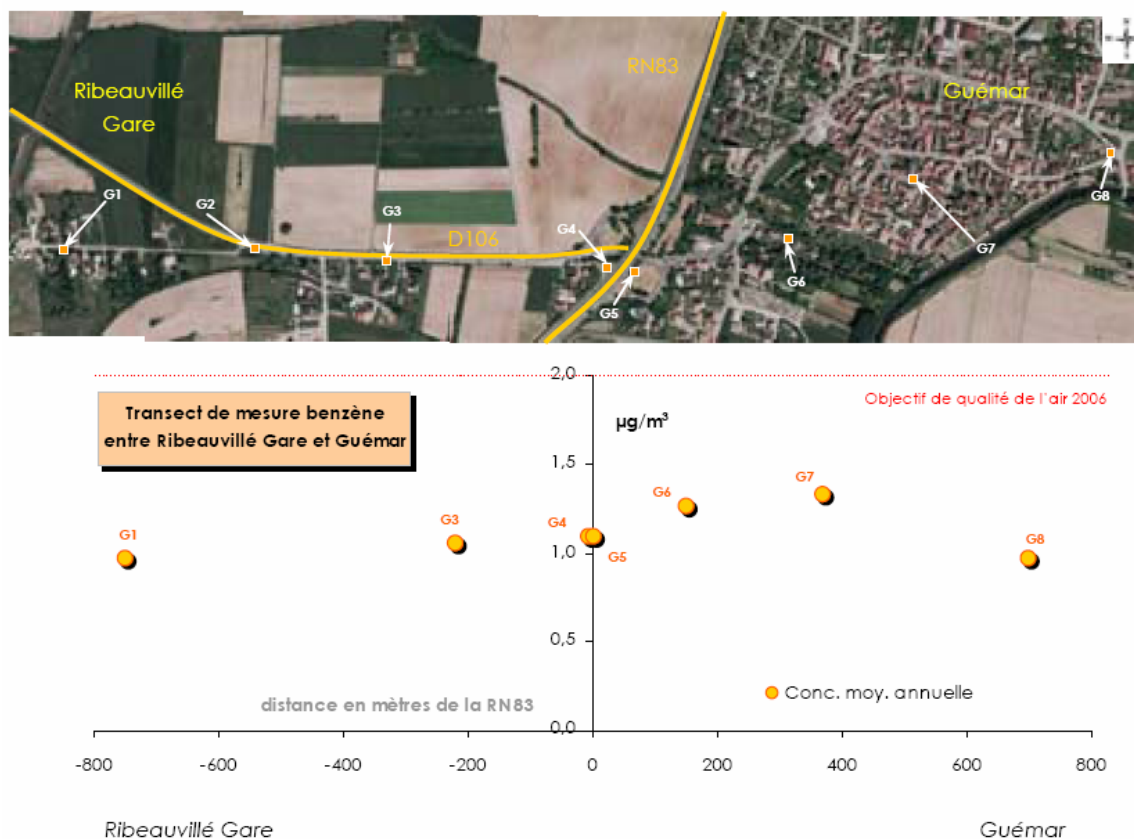 RN83
Ribeauvillé
Gare
Guémar
G1
G2
G3
G4
G8
D106
G7
G6
G5
2,0
Transect de mesure benzène
entre Ribeauvillé Gare et Guémar
µg/m³
Objectif de qualité de l'air 2006
1,5
G7
G6
G3
G4
G1
G8
G5
1,0
0,5
distance en mètres de la RN83
Conc. moy. annuelle
0,0
-800 -600 -400 -200 0 200 400 600 800
Ribeauvillé Gare Guémar